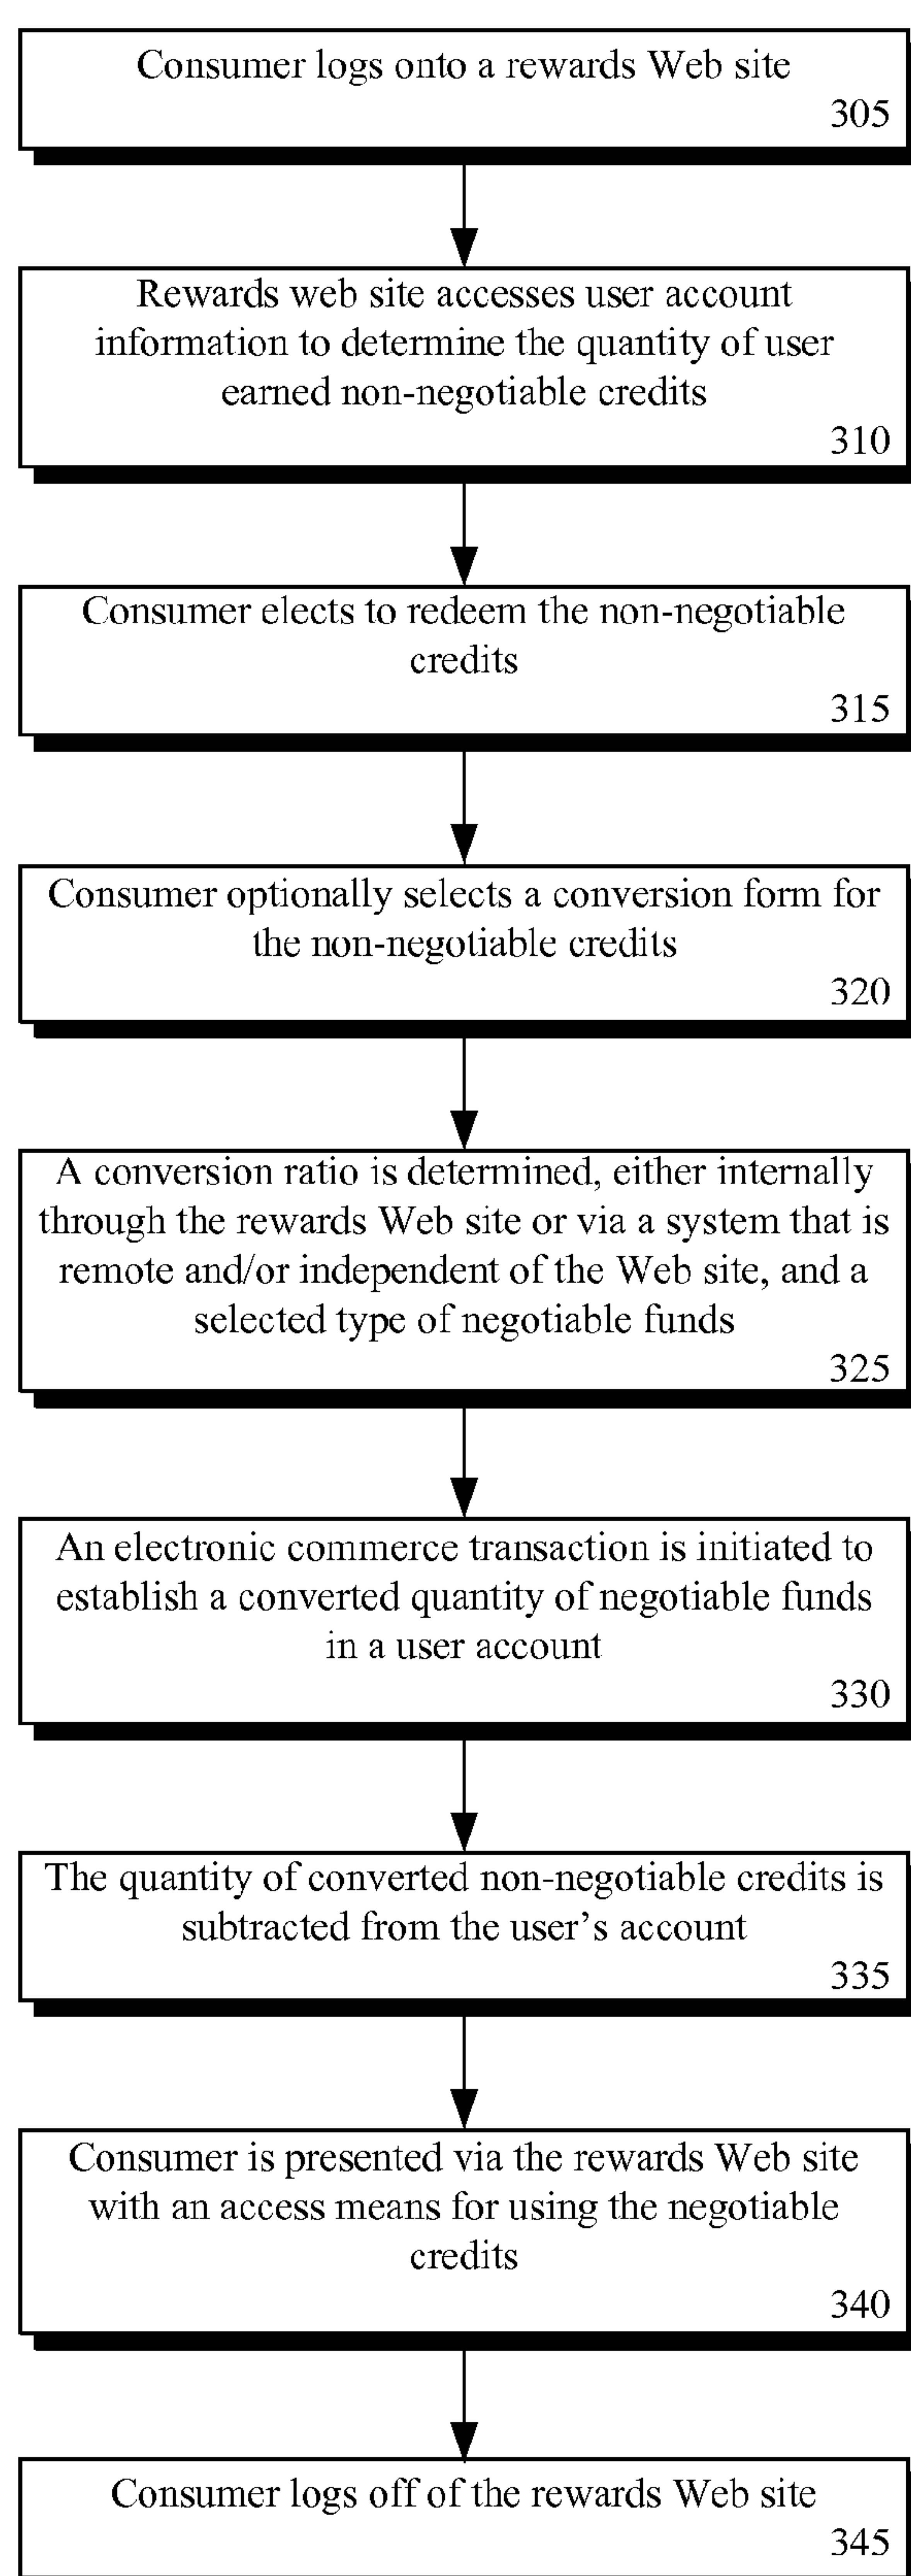 Consumer logs onto a rewards Web site
305
Rewards web site accesses user account
information to determine the quantity of user
earned non-negotiable credits
310
Consumer elects to redeem the non-negotiable
credits
315
Consumer optionally selects a conversion form for
the non-negotiable credits
320
A conversion ratio is determined, either internally
through the rewards Web site or via a system that is
remote and/or independent of the Web site, and a
selected type of negotiable funds
325
An electronic commerce transaction is initiated to
establish a converted quantity of negotiable funds
in a user account
330
The quantity of converted non-negotiable credits is
subtracted from the user’s account
335
Consumer is presented via the rewards Web site
with an access means for using the negotiable
credits
340
Consumer logs off of the rewards Web site
345